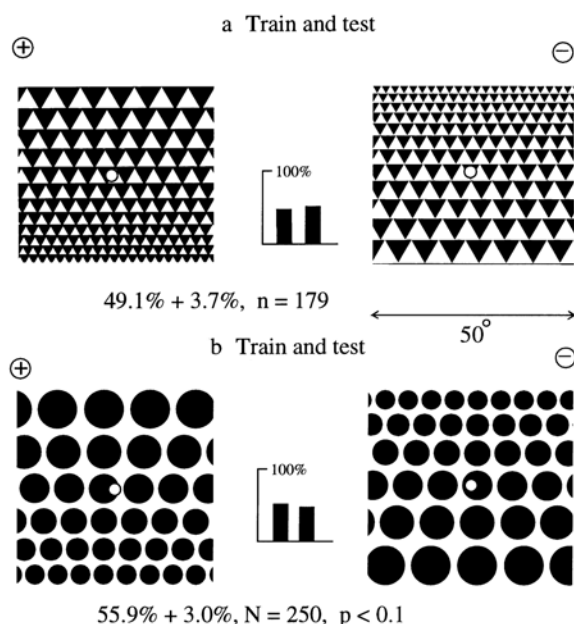 a Train and test
+ −
100%
49.1% + 3.7%, n = 179
50°
b Train and test
+ −
100%
55.9% + 3.0%, N = 250, p < 0.1